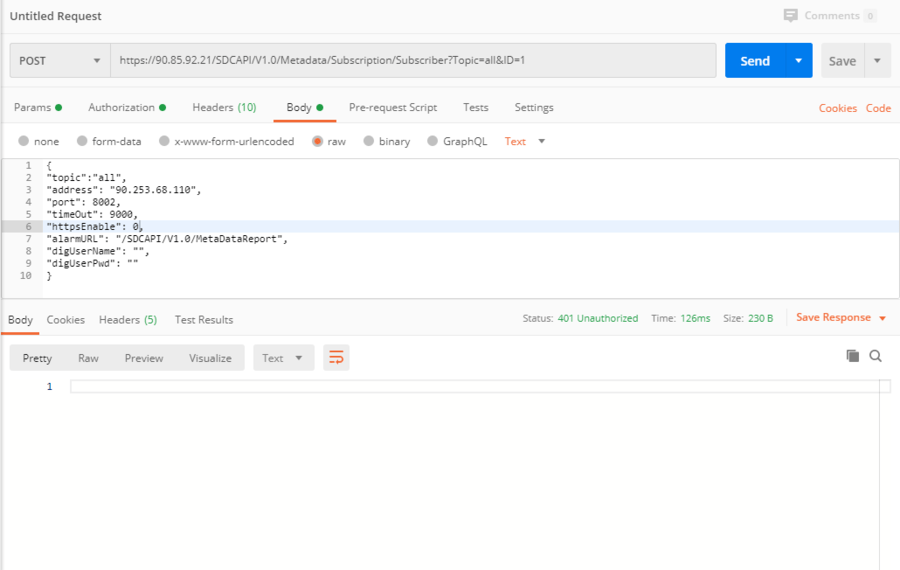 Untitled Request
Comments 0
POST https://90.85.92.21/SDCAPI/V1.0/Metadata/Subscription/Subscriber?Topic=all&ID=1 Send Save
Params Authorization Headers (10) Body Pre-request Script Tests Settings Cookies Code
none form-data x-www-form-urlencoded raw binary GraphQL Text
1 {
2 "topic":"all",
3 "address": "90.253.68.110",
4 "port": 8002,
5 "timeOut": 9000,
6 "httpsEnable": 0,
7 "alarmURL": "/SDCAPI/V1.0/MetaDataReport",
8 "digUserName": "",
9 "digUserPwd": ""
10 }
Body Cookies Headers (5) Test Results Status: 401 Unauthorized Time: 126ms Size: 230 B Save Response
Pretty Raw Preview Visualize Text
1